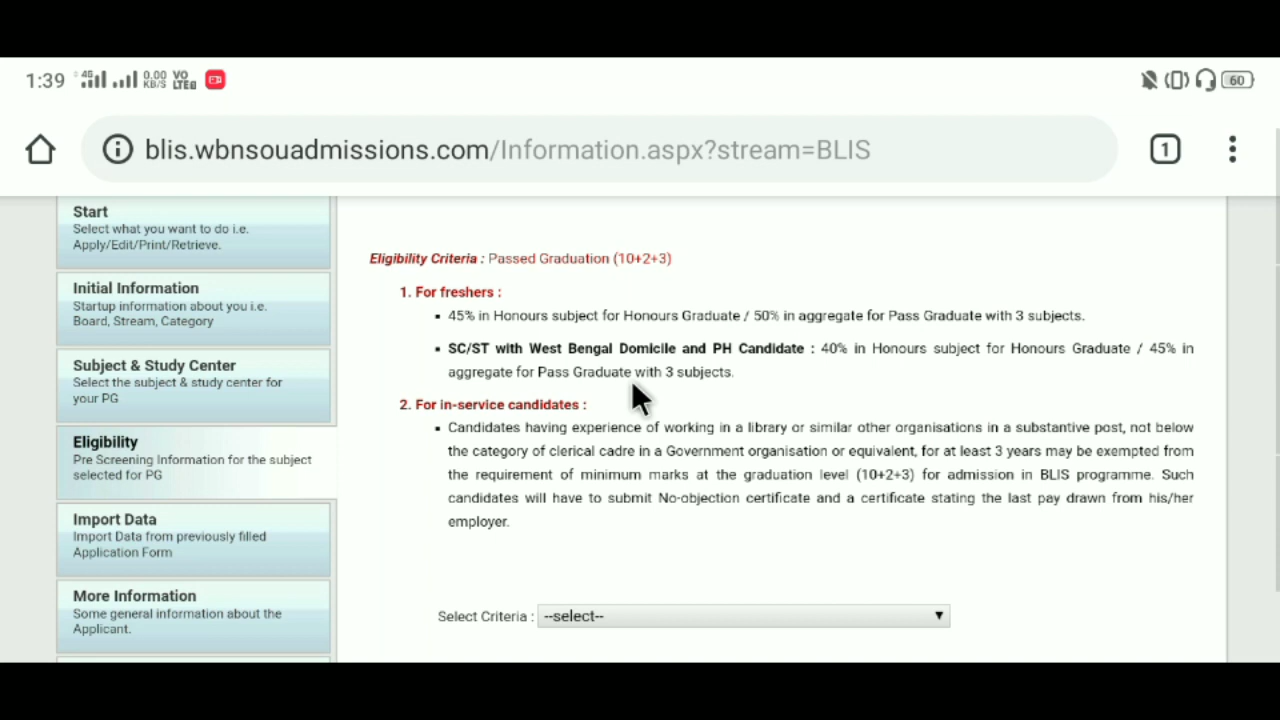 1:39 4G 0.00 KB/S VO LTE 60
blis.wbnsouadmissions.com/Information.aspx?stream=BLIS 1
Start
Select what you want to do i.e.
Apply/Edit/Print/Retrieve.
Initial Information
Startup information about you i.e.
Board, Stream, Category
Subject & Study Center
Select the subject & study center for
your PG
Eligibility
Pre Screening Information for the subject
selected for PG
Import Data
Import Data from previously filled
Application Form
More Information
Some general information about the
Applicant.
Eligibility Criteria : Passed Graduation (10+2+3)
1. For freshers :
▪ 45% in Honours subject for Honours Graduate / 50% in aggregate for Pass Graduate with 3 subjects.
▪ SC/ST with West Bengal Domicile and PH Candidate : 40% in Honours subject for Honours Graduate / 45% in
aggregate for Pass Graduate with 3 subjects.
2. For in-service candidates :
▪ Candidates having experience of working in a library or similar other organisations in a substantive post, not below
the category of clerical cadre in a Government organisation or equivalent, for at least 3 years may be exempted from
the requirement of minimum marks at the graduation level (10+2+3) for admission in BLIS programme. Such
candidates will have to submit No-objection certificate and a certificate stating the last pay drawn from his/her
employer.
Select Criteria : --select--